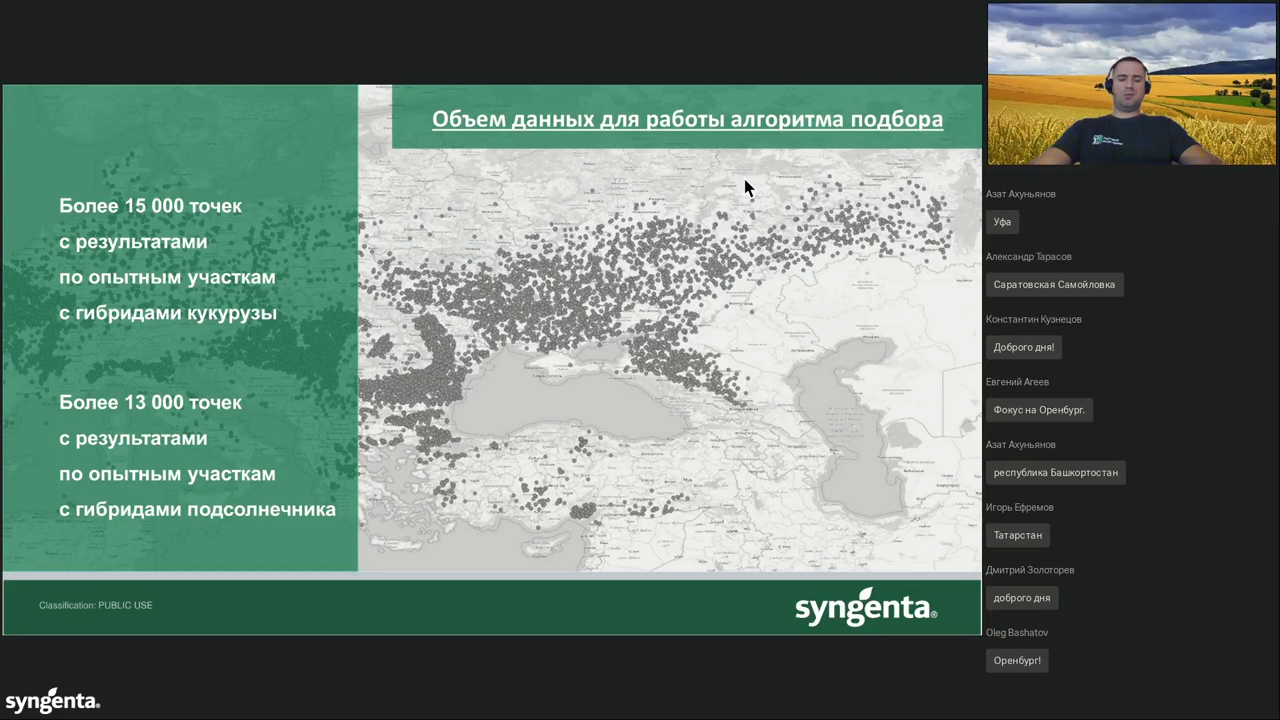 Объем данных для работы алгоритма подбора
Более 15 000 точек
с результатами
по опытным участкам
с гибридами кукурузы
Более 13 000 точек
с результатами
по опытным участкам
с гибридами подсолнечника
Classification: PUBLIC USE
syngenta®
syngenta®
Азат Ахуньянов
Уфа
Александр Тарасов
Саратовская Самойловка
Константин Кузнецов
Доброго дня!
Евгений Агеев
Фокус на Оренбург.
Азат Ахуньянов
республика Башкортостан
Игорь Ефремов
Татарстан
Дмитрий Золоторев
доброго дня
Oleg Bashatov
Оренбург!